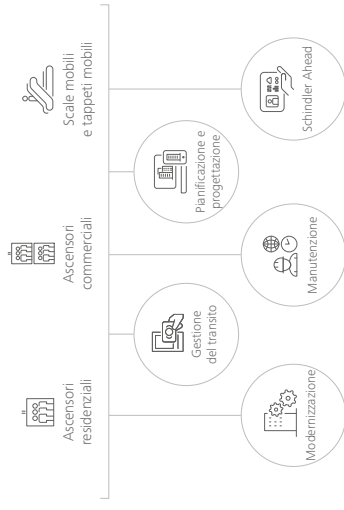 Ascensori
residenziali
Ascensori
commerciali
Scale mobili
e tappeti mobili
Gestione
del transito
Pianificazione e
progettazione
Modernizzazione
Manutenzione
Schindler Ahead